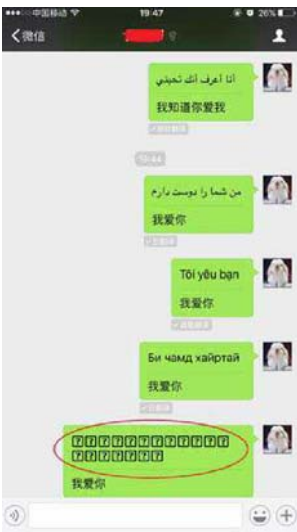 中国移动 19:47 26%
微信
أنا أعرف أنك تحبني
我知道你爱我
من شما را دوست دارم
我爱你
Tôi yêu bạn
我爱你
Би чамд хайртай
我爱你
我爱你